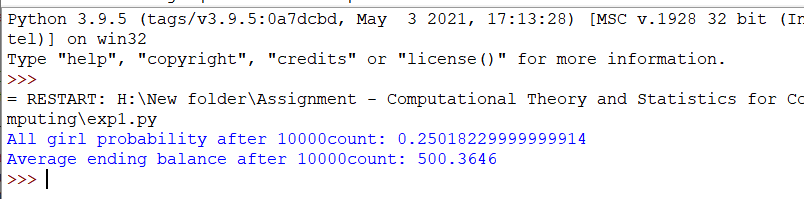 Python 3.9.5 (tags/v3.9.5:0a7dcbd, May  3 2021, 17:13:28) [MSC v.1928 32 bit (In
tel)] on win32
Type "help", "copyright", "credits" or "license()" for more information.
>>>
= RESTART: H:\New folder\Assignment - Computational Theory and Statistics for Co
mputing\exp1.py
All girl probability after 10000count: 0.25018229999999914
Average ending balance after 10000count: 500.3646
>>>